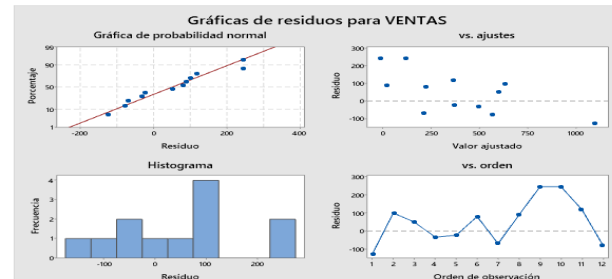 Gráficas de residuos para VENTAS
Gráfica de probabilidad normal
Porcentaje
99
90
50
10
1
-200 0 200 400
Residuo
vs. ajustes
Residuo
300
200
100
0
-100
0 250 500 750 1000
Valor ajustado
Histograma
Frecuencia
4
3
2
1
0
-100 0 100 200
Residuo
vs. orden
Residuo
300
200
100
0
-100
1 2 3 4 5 6 7 8 9 10 11 12
Orden de observación